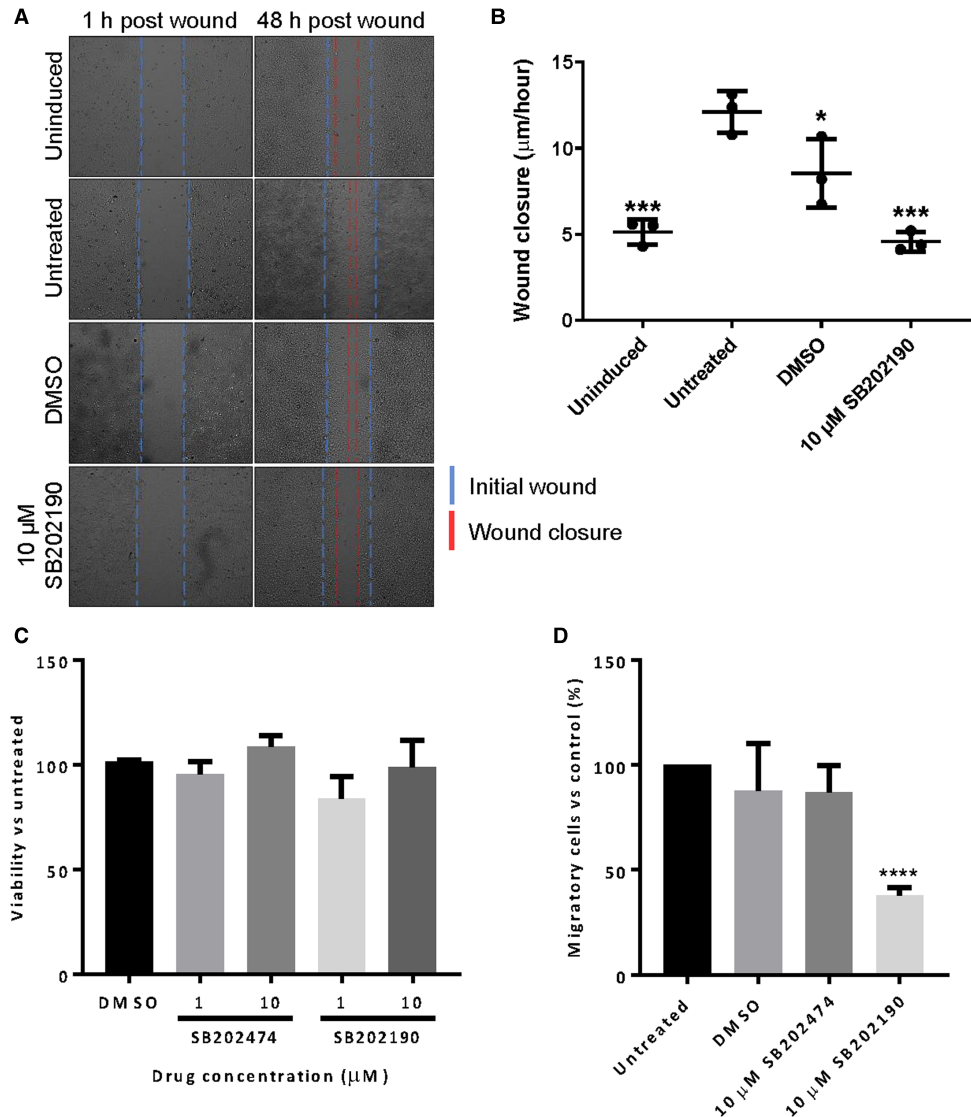 A
1 h post wound
48 h post wound
Uninduced
Untreated
DMSO
10 µM
SB202190
Initial wound
Wound closure
B
Wound closure (μm/hour)
15
10
5
0
***
*
***
Uninduced
Untreated
DMSO
10 µM SB202190
C
Viability vs untreated
150
100
50
0
DMSO
1
10
1
10
SB202474
SB202190
Drug concentration (μM)
D
Migratory cells vs control (%)
150
100
50
0
****
Untreated
DMSO
10 μM SB202474
10 μM SB202190